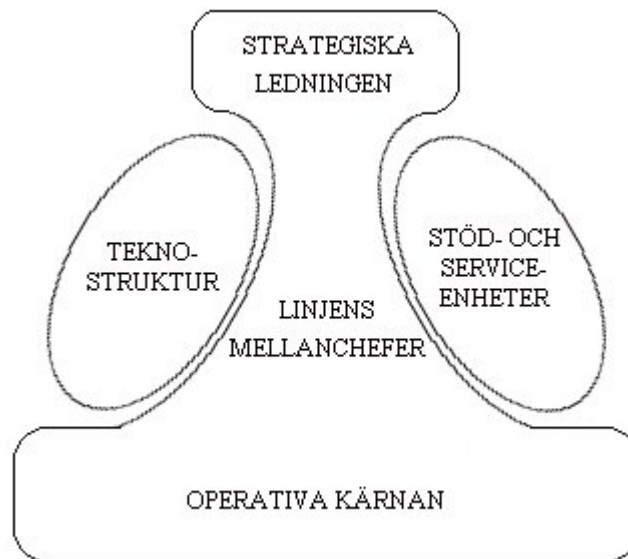 STRATEGISKA
LEDNINGEN
TEKNO-
STRUKTUR
STÖD- OCH
SERVICE-
ENHETER
LINJENS
MELLANCHEFER
OPERATIVA KÄRNAN